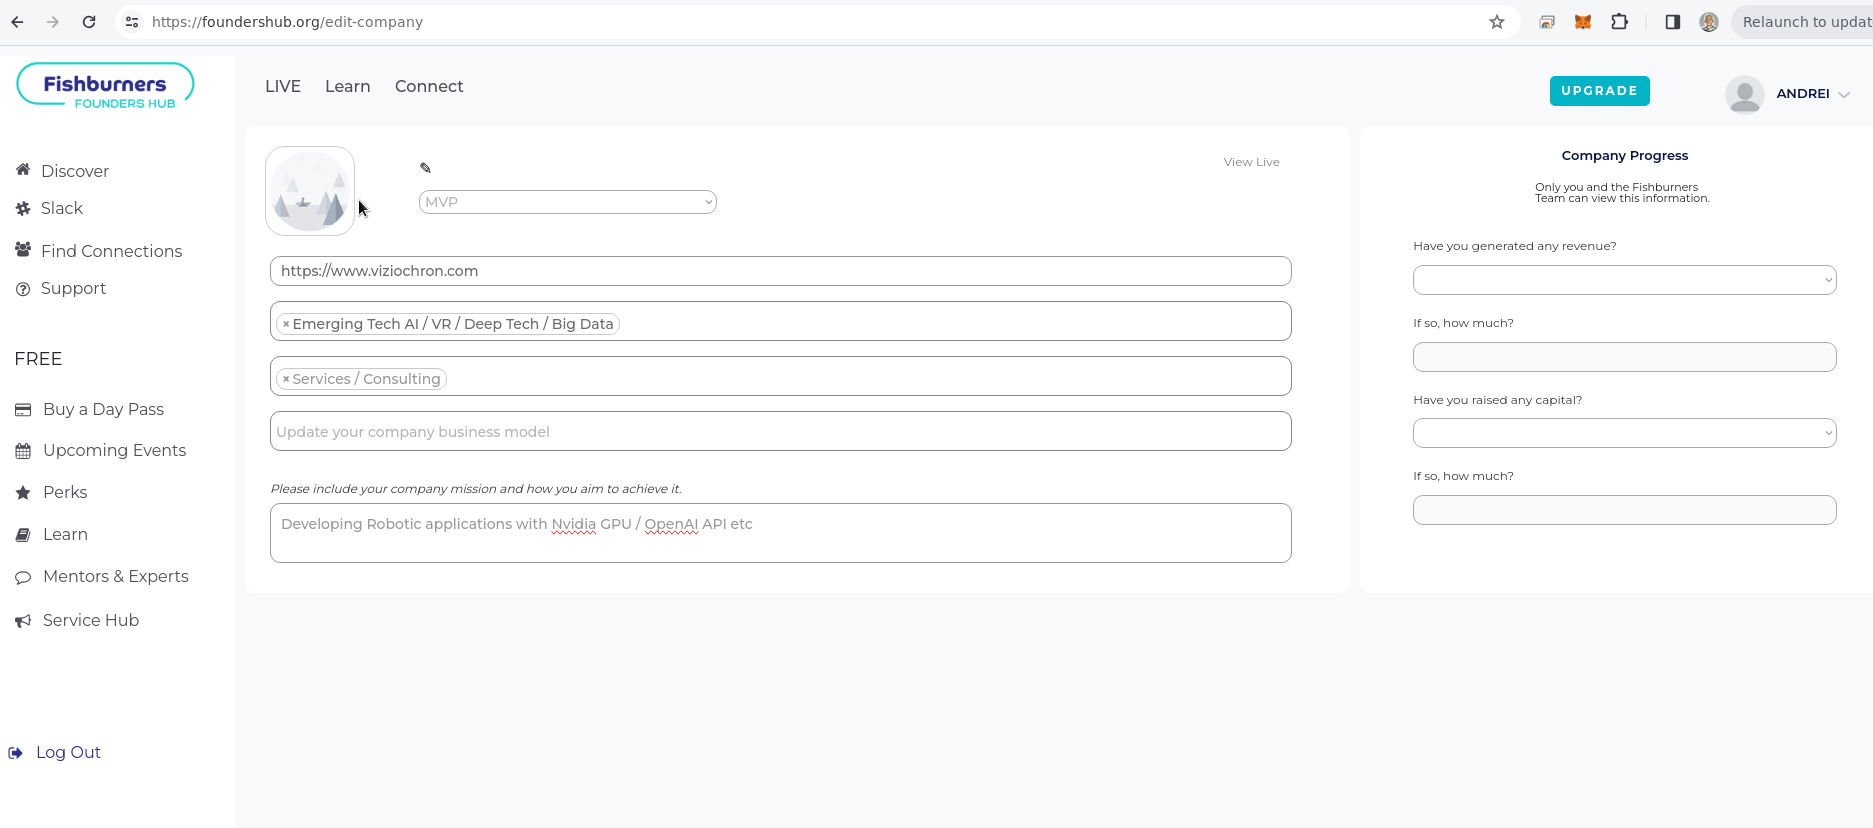 https://foundershub.org/edit-company
Relaunch to updat
Fishburners
FOUNDERS HUB
LIVE Learn Connect
UPGRADE
ANDREI
Discover
Slack
Find Connections
Support
FREE
Buy a Day Pass
Upcoming Events
Perks
Learn
Mentors & Experts
Service Hub
Log Out
View Live
MVP
https://www.viziochron.com
× Emerging Tech AI / VR / Deep Tech / Big Data
× Services / Consulting
Update your company business model
Please include your company mission and how you aim to achieve it.
Developing Robotic applications with Nvidia GPU / OpenAI API etc
Company Progress
Only you and the Fishburners
Team can view this information.
Have you generated any revenue?
If so, how much?
Have you raised any capital?
If so, how much?